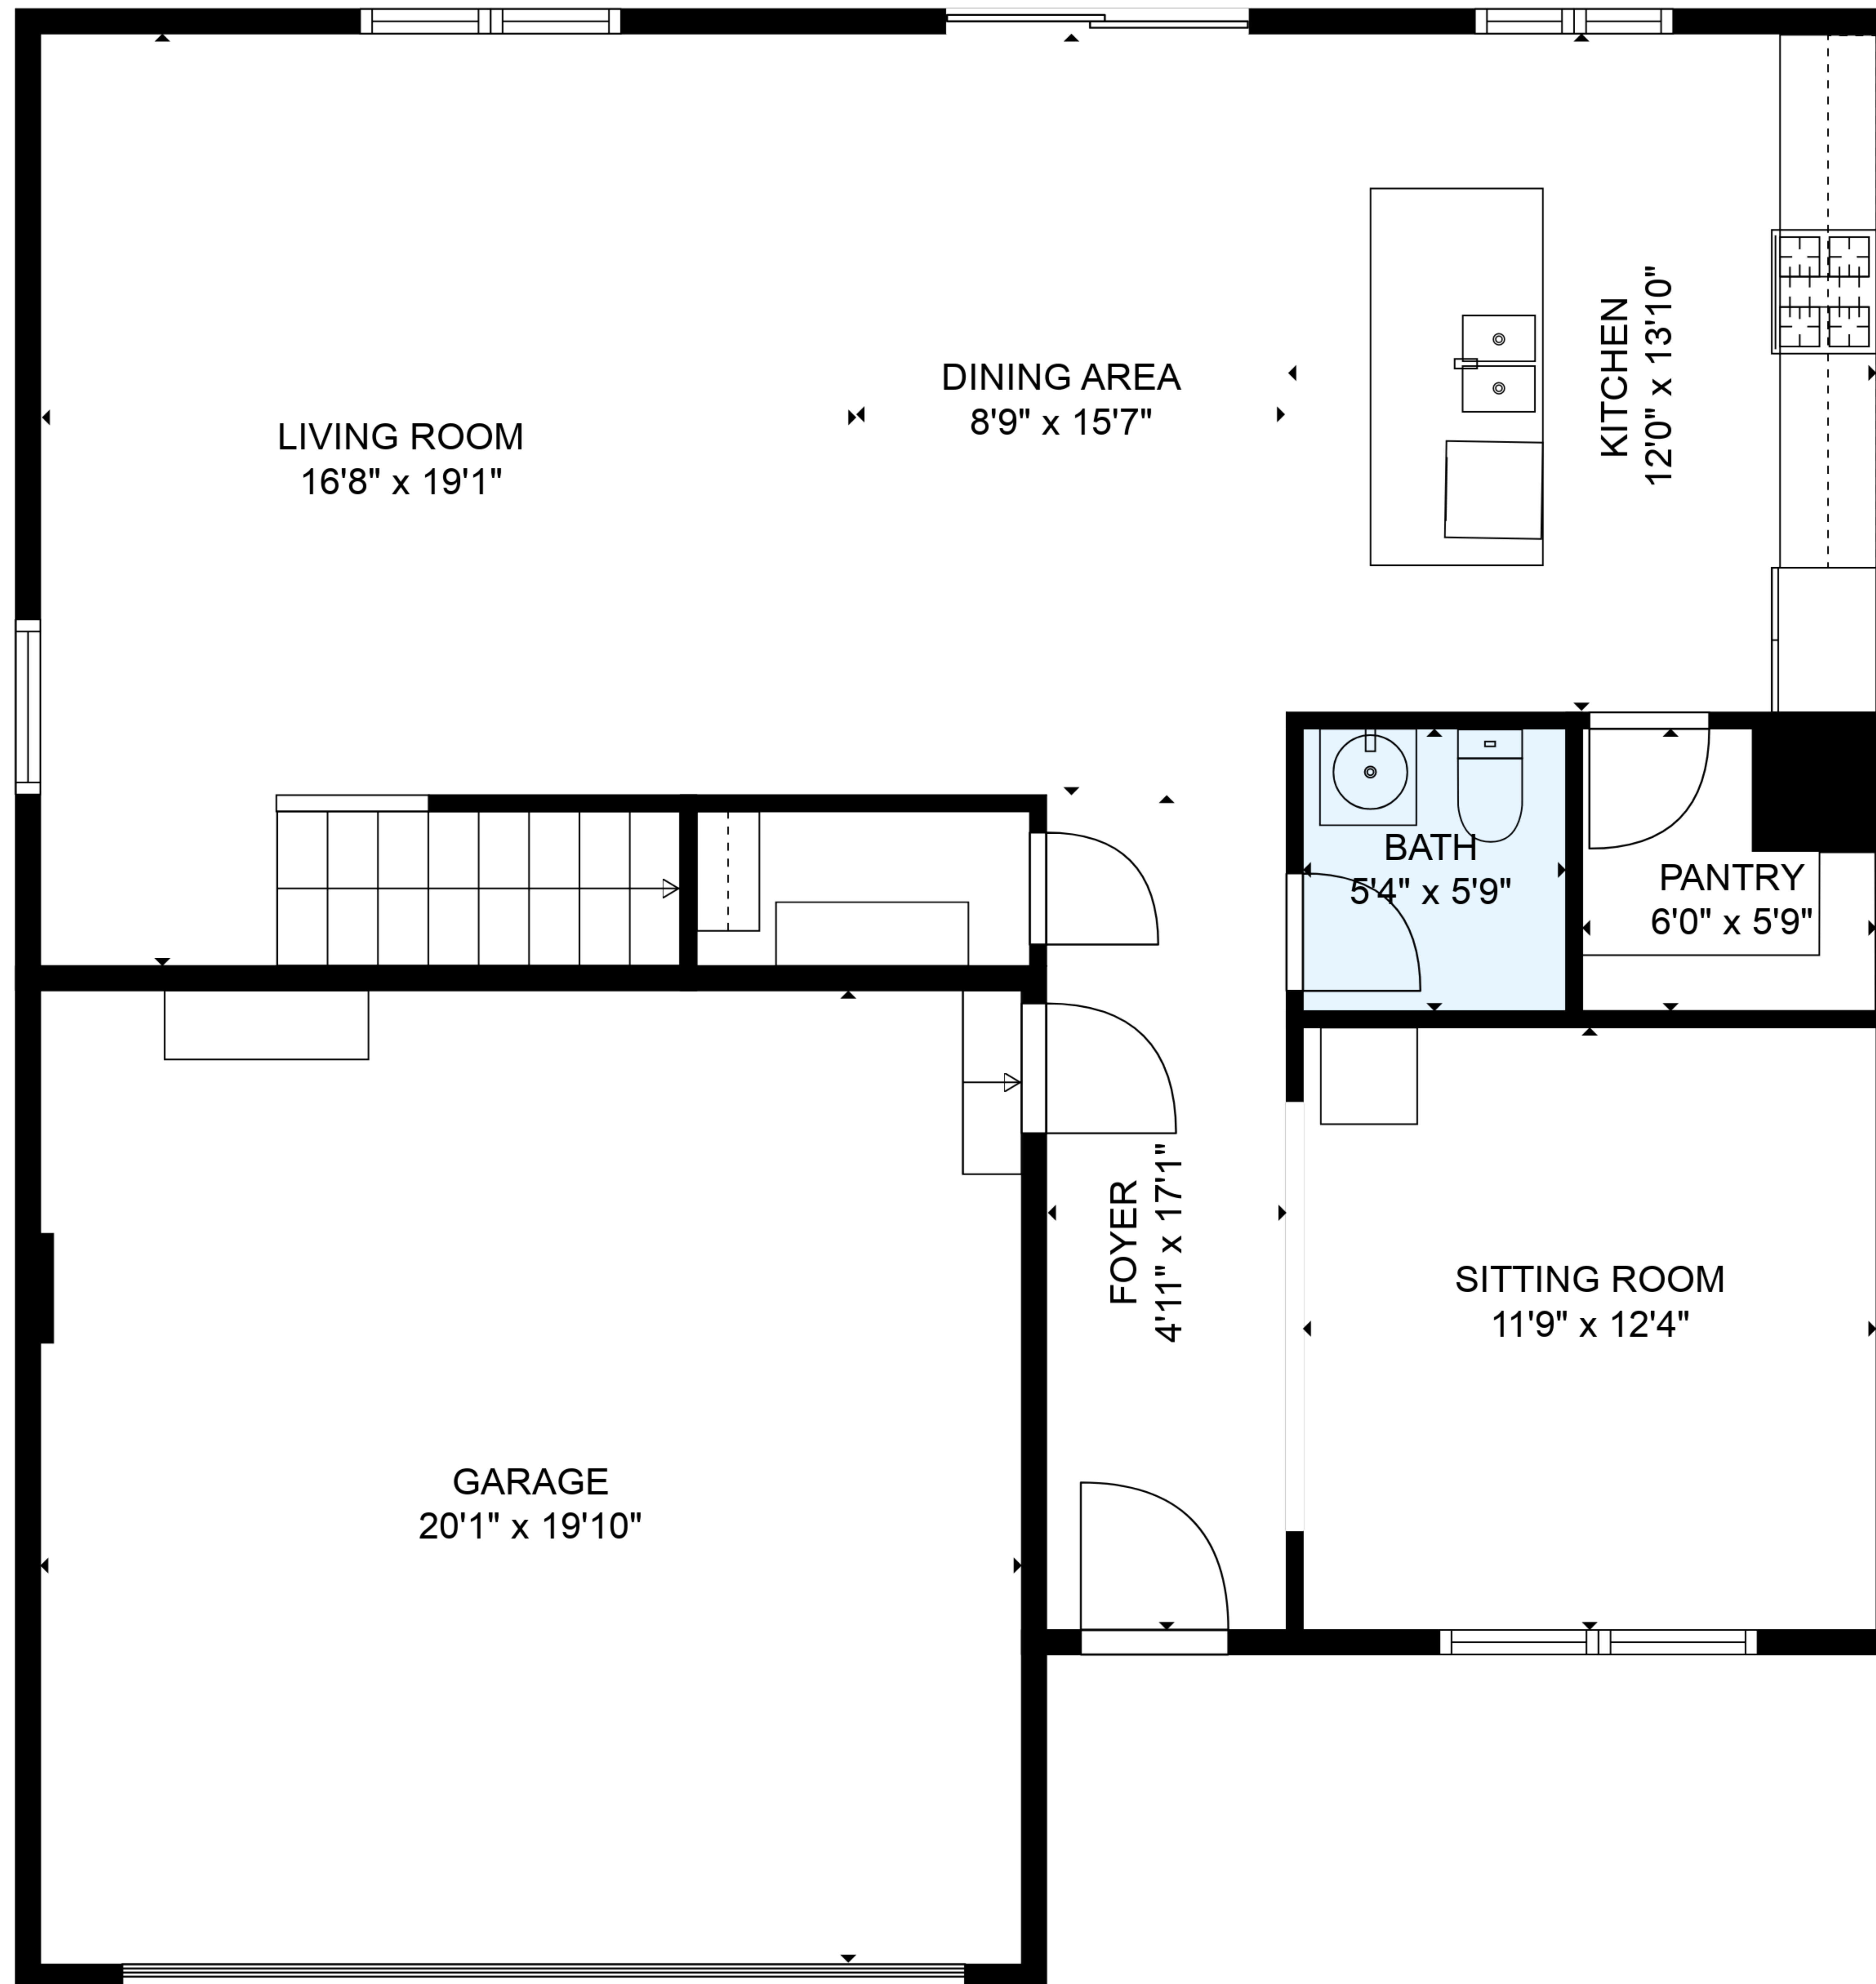 DINING AREA
8'9" x 15'7"
LIVING ROOM
16'8" x 19'1"
KITCHEN
12'0" x 13'10"
BATH
5'4" x 5'9"
PANTRY
6'0" x 5'9"
FOYER
4'11" x 17'1"
SITTING ROOM
11'9" x 12'4"
GARAGE
20'1" x 19'10"